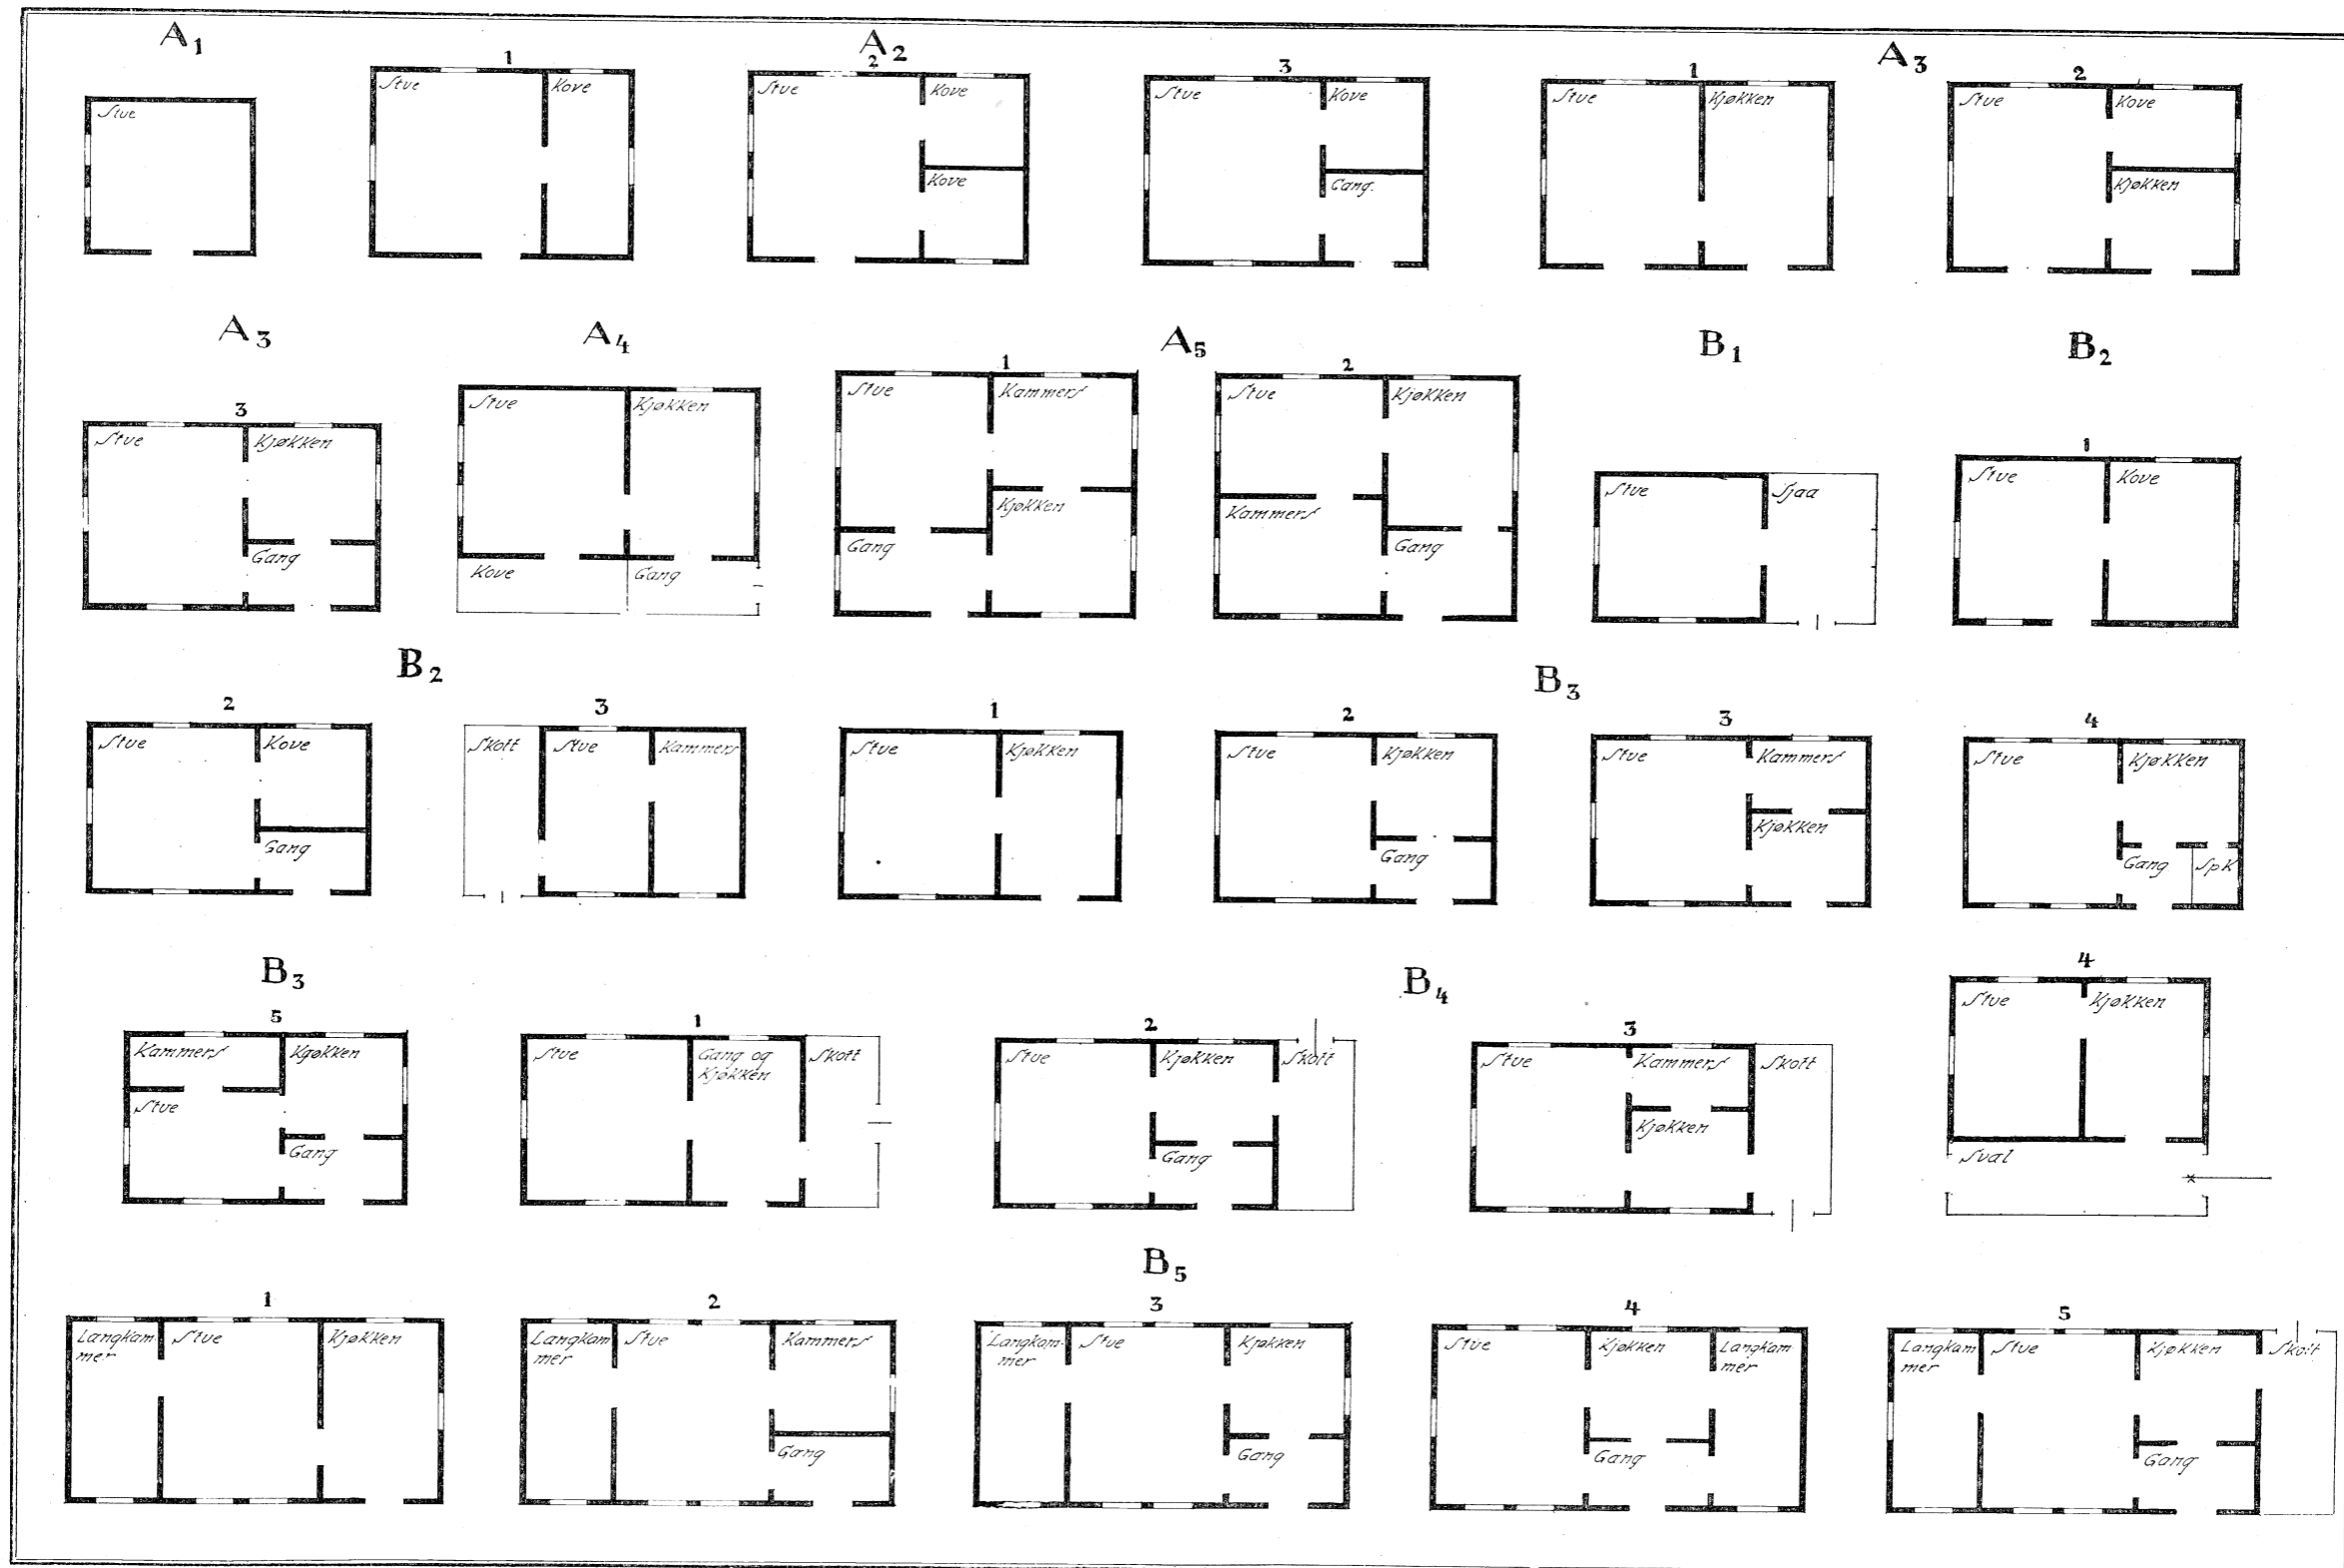 A1
A2
A3
1
2
3
1
2
Stue
Stue
Kove
Stue
Kove
Kove
Stue
Kove
Gang.
Stue
Kjøkken
Stue
Kove
Kjøkken
A3
A4
A5
B1
B2
3
1
2
1
Stue
Kjøkken
Gang
Stue
Kjøkken
Kove
Gang
Stue
Kammers
Kjøkken
Gang
Stue
Kjøkken
Kammers
Gang
Stue
Sjaa
Stue
Kove
B2
B3
2
3
1
2
3
4
Stue
Kove
Gang
Skott
Stue
Kammers
Stue
Kjøkken
Stue
Kjøkken
Gang
Stue
Kammers
Kjøkken
Stue
Kjøkken
Gang
SpK
B3
B4
5
1
2
3
4
Kammers
Kjøkken
Stue
Gang
Stue
Gang og
Kjøkken
Skott
Stue
Kjøkken
Skott
Gang
Stue
Kammers
Skott
Kjøkken
Stue
Kjøkken
Sval
B5
1
2
3
4
5
Langkam-
mer
Stue
Kjøkken
Langkam
mer
Stue
Kammers
Gang
Langkam-
mer
Stue
Kjøkken
Gang
Stue
Kjøkken
Langkam
mer
Gang
Langkam
mer
Stue
Kjøkken
Skott
Gang